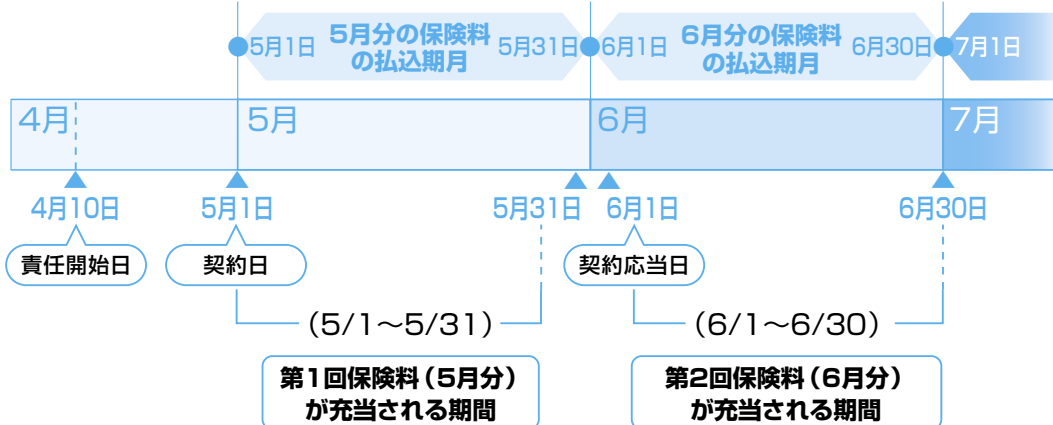 5月1日
5月分の保険料
の払込期月
5月31日
6月1日
6月分の保険料
の払込期月
6月30日
7月1日
4月
5月
6月
7月
4月10日
5月1日
5月31日
6月1日
6月30日
責任開始日
契約日
契約応当日
(5/1〜5/31)
(6/1〜6/30)
第1回保険料(5月分)
が充当される期間
第2回保険料(6月分)
が充当される期間